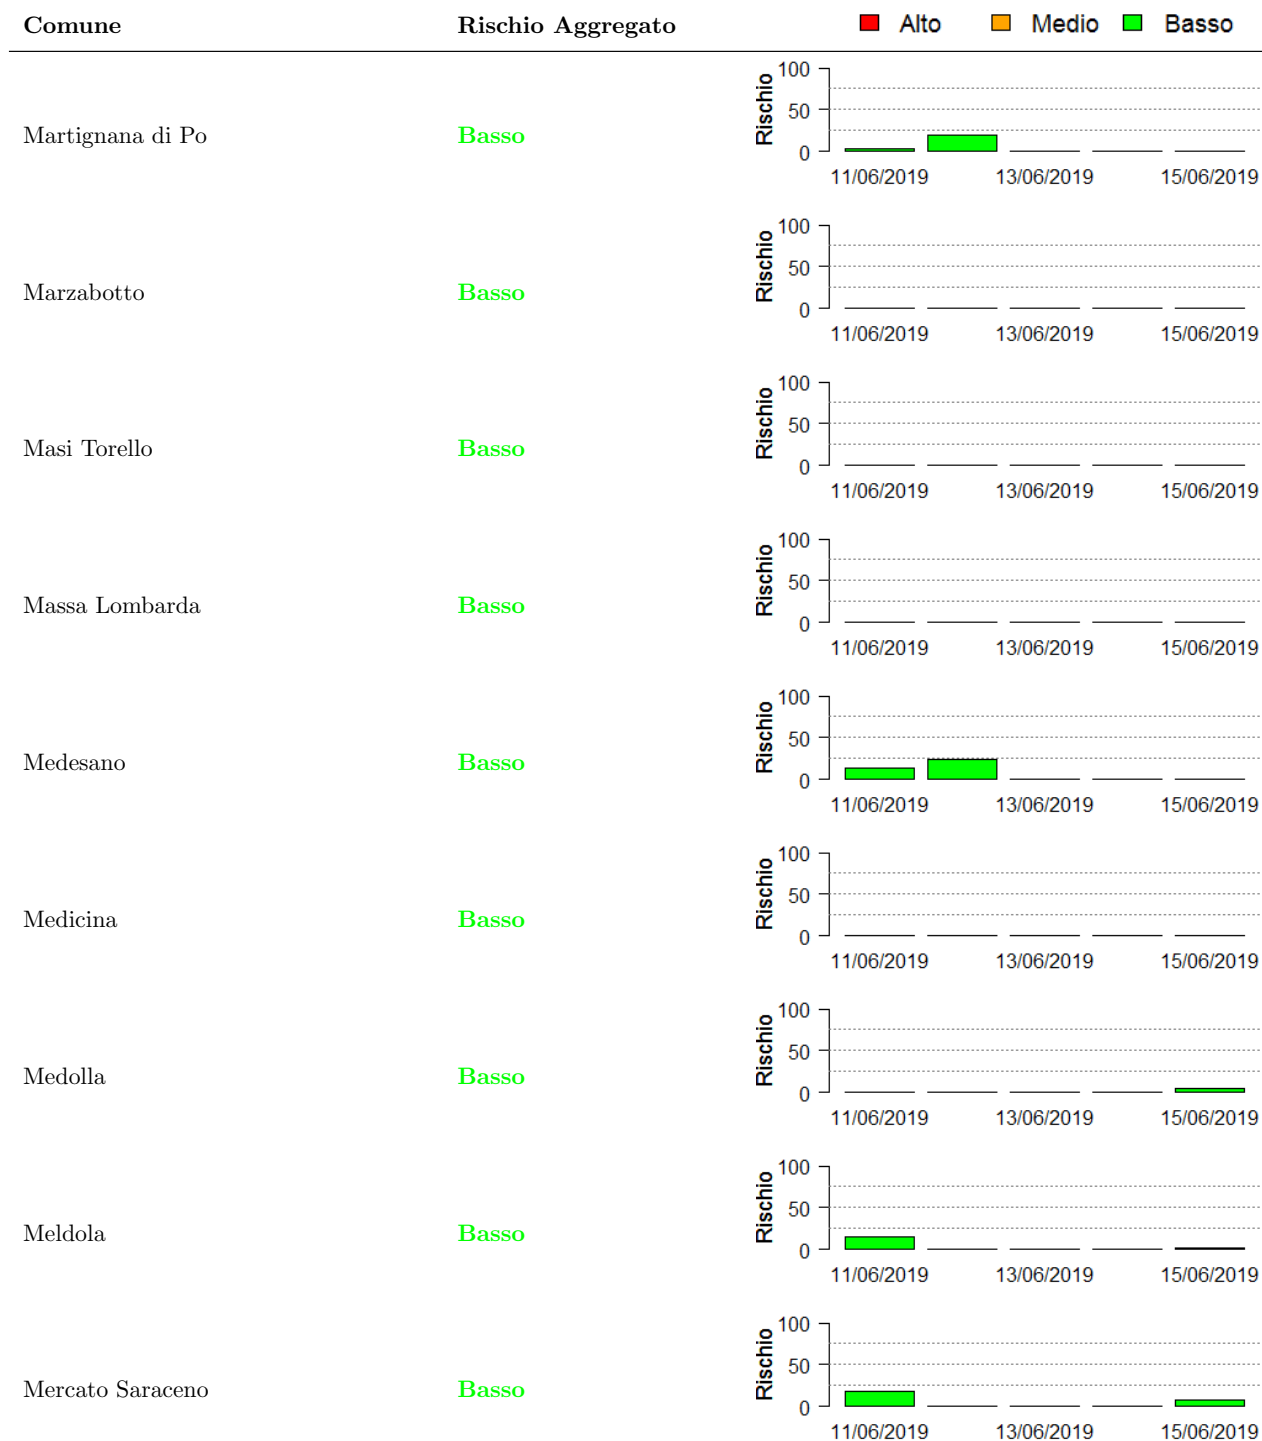 Comune Rischio Aggregato Alto Medio Basso
100
50
0
Rischio
Martignana di Po Basso
11/06/2019 13/06/2019 15/06/2019
100
50
0
Rischio
Marzabotto Basso
11/06/2019 13/06/2019 15/06/2019
100
50
0
Rischio
Masi Torello Basso
11/06/2019 13/06/2019 15/06/2019
100
50
0
Rischio
Massa Lombarda Basso
11/06/2019 13/06/2019 15/06/2019
100
50
0
Rischio
Medesano Basso
11/06/2019 13/06/2019 15/06/2019
100
50
0
Rischio
Medicina Basso
11/06/2019 13/06/2019 15/06/2019
100
50
0
Rischio
Medolla Basso
11/06/2019 13/06/2019 15/06/2019
100
50
0
Rischio
Meldola Basso
11/06/2019 13/06/2019 15/06/2019
100
50
0
Rischio
Mercato Saraceno Basso
11/06/2019 13/06/2019 15/06/2019